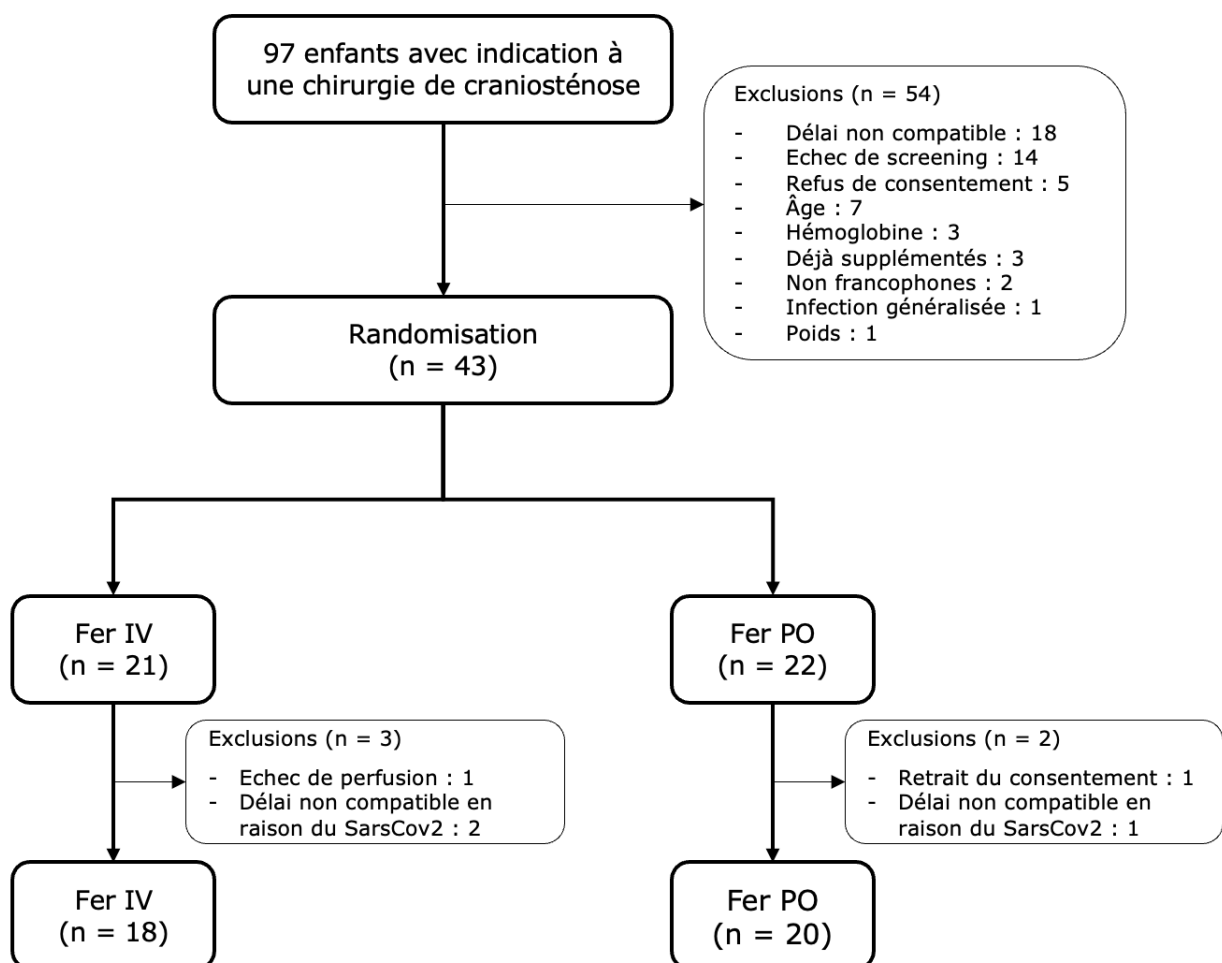 97 enfants avec indication à
une chirurgie de craniosténose
Exclusions (n = 54)
- Délai non compatible : 18
- Echec de screening : 14
- Refus de consentement : 5
- Âge : 7
- Hémoglobine : 3
- Déjà supplémentés : 3
- Non francophones : 2
- Infection généralisée : 1
- Poids : 1
Randomisation
(n = 43)
Fer IV
(n = 21)
Fer PO
(n = 22)
Exclusions (n = 3)
- Echec de perfusion : 1
- Délai non compatible en
raison du SarsCov2 : 2
Exclusions (n = 2)
- Retrait du consentement : 1
- Délai non compatible en
raison du SarsCov2 : 1
Fer IV
(n = 18)
Fer PO
(n = 20)